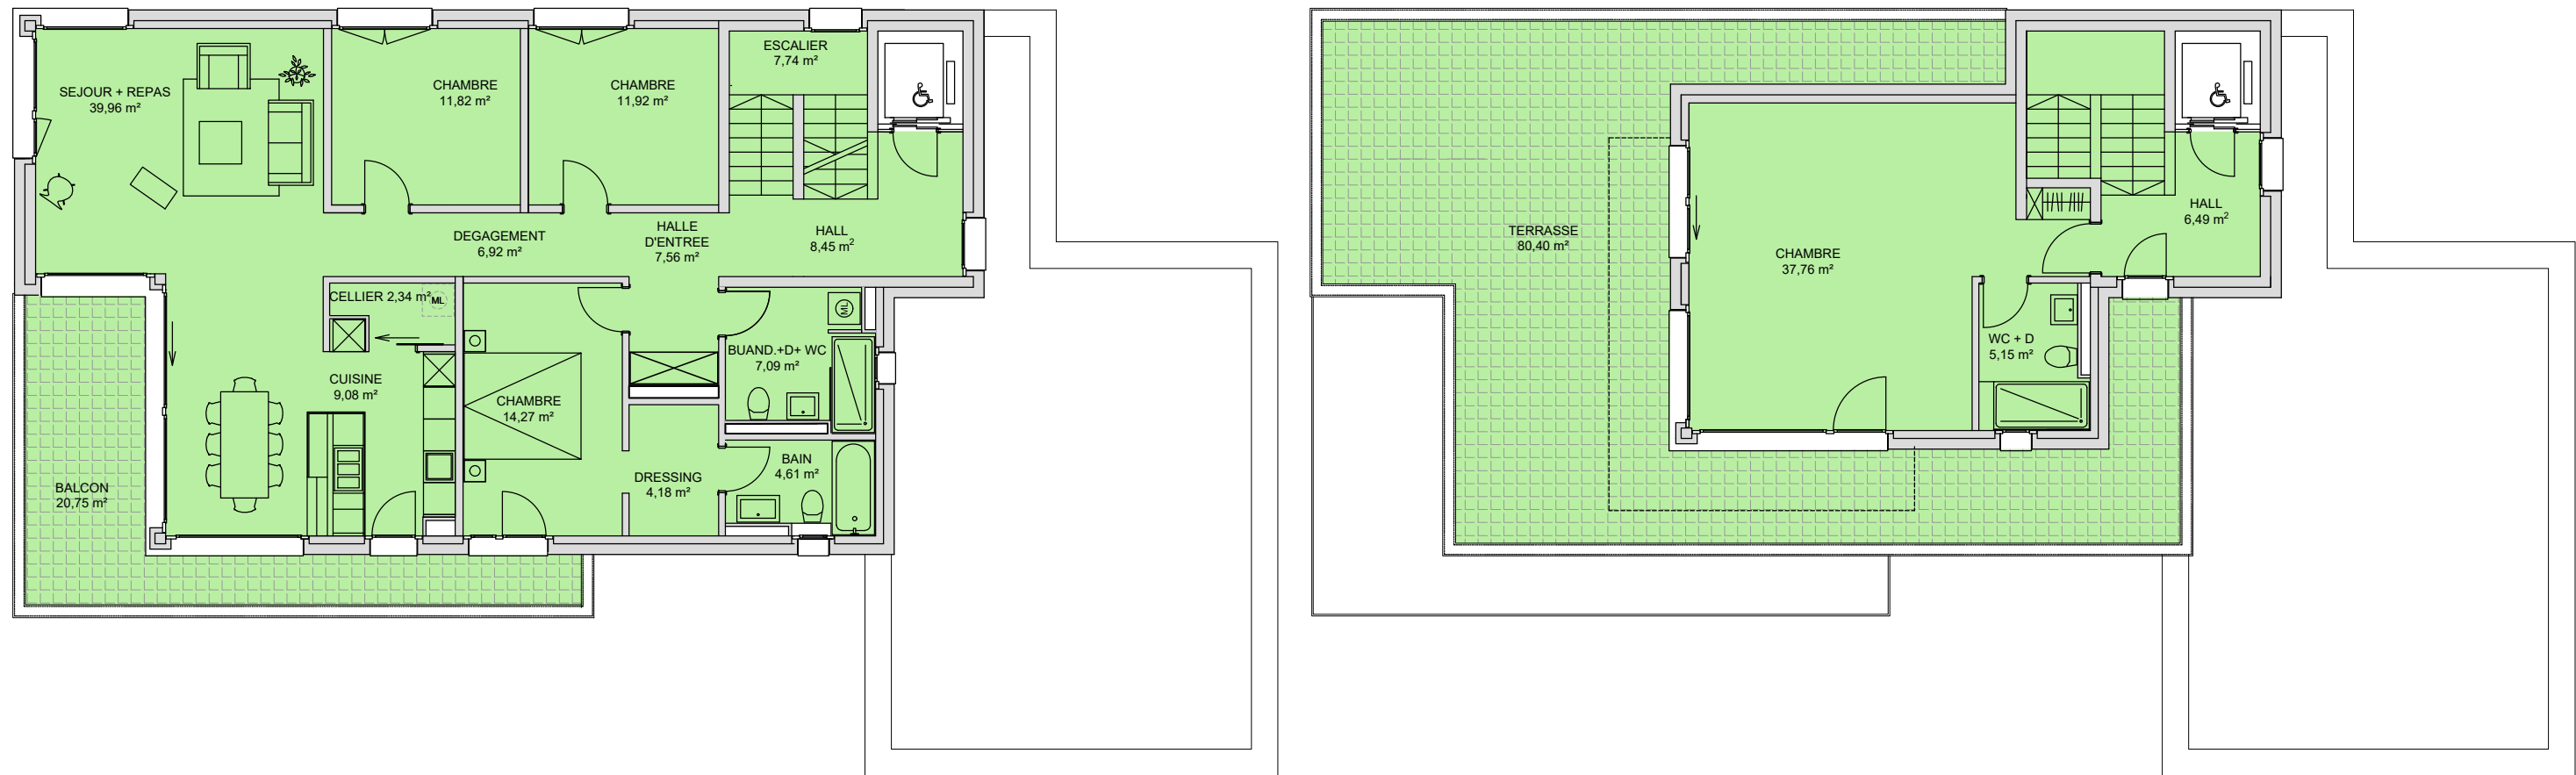 ESCALIER
7,74 m²
SEJOUR + REPAS
39,96 m²
CHAMBRE
11,82 m²
CHAMBRE
11,92 m²
DEGAGEMENT
6,92 m²
HALLE
D'ENTREE
7,56 m²
HALL
8,45 m²
CELLIER 2,34 m²
ML
ML
BUAND.+D+ WC
7,09 m²
CUISINE
9,08 m²
CHAMBRE
14,27 m²
BAIN
4,61 m²
DRESSING
4,18 m²
BALCON
20,75 m²
TERRASSE
80,40 m²
CHAMBRE
37,76 m²
HALL
6,49 m²
WC + D
5,15 m²